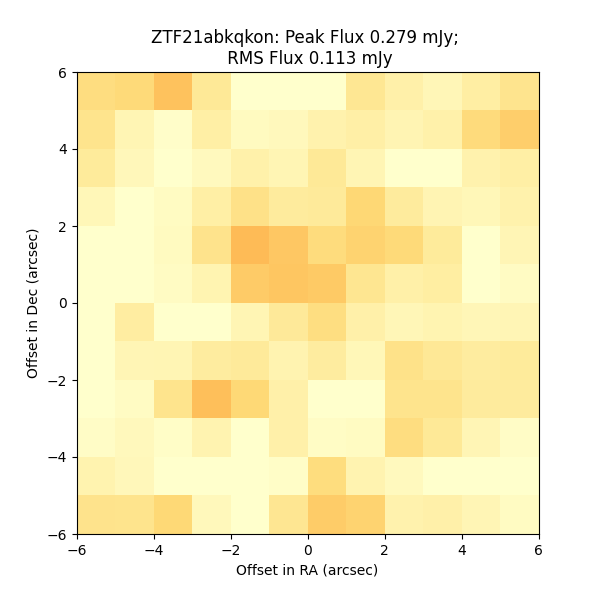 ZTF21abkqkon: Peak Flux 0.279 mJy;
RMS Flux 0.113 mJy
6
4
2
0
−2
−4
−6
Offset in Dec (arcsec)
−6 −4 −2 0 2 4 6
Offset in RA (arcsec)